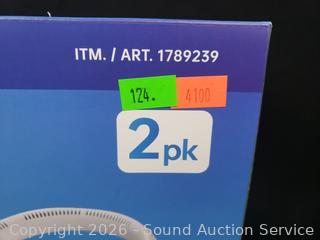 ITM. / ART. 1789239
124. 4100
2pk
Copyright © 2026 - Sound Auction Service